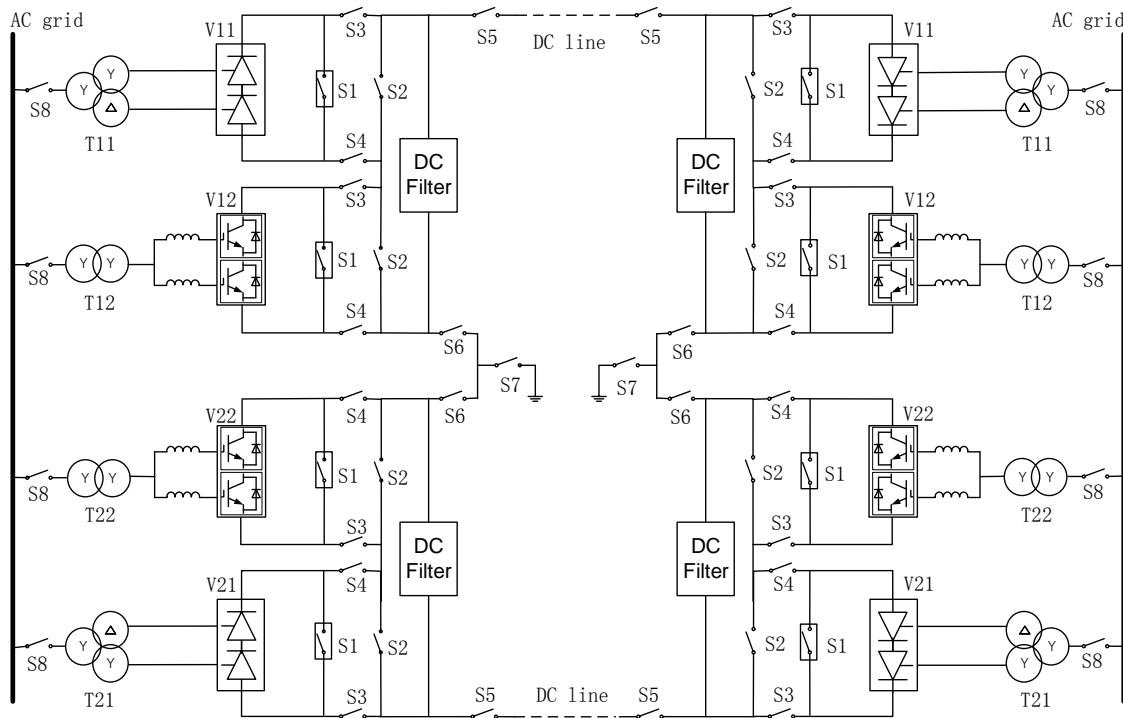 AC grid
V11
S3
S5
DC line
S5
S3
V11
AC grid
S8
Y
Y
△
T11
S1
S2
S2
S1
Y
Y
△
T11
S8
S4
DC
Filter
DC
Filter
S4
V12
S3
S3
V12
S8
Y
Y
T12
S1
S2
S2
S1
Y
Y
T12
S8
S4
S6
S7
S7
S6
S4
V22
S4
S6
S6
S4
V22
S8
Y
Y
T22
S1
S2
S2
S1
Y
Y
T22
S8
S3
DC
Filter
DC
Filter
S3
V21
S4
S4
V21
S8
Y
△
Y
T21
S1
S2
S2
S1
△
Y
Y
T21
S8
S3
S5
DC line
S5
S3